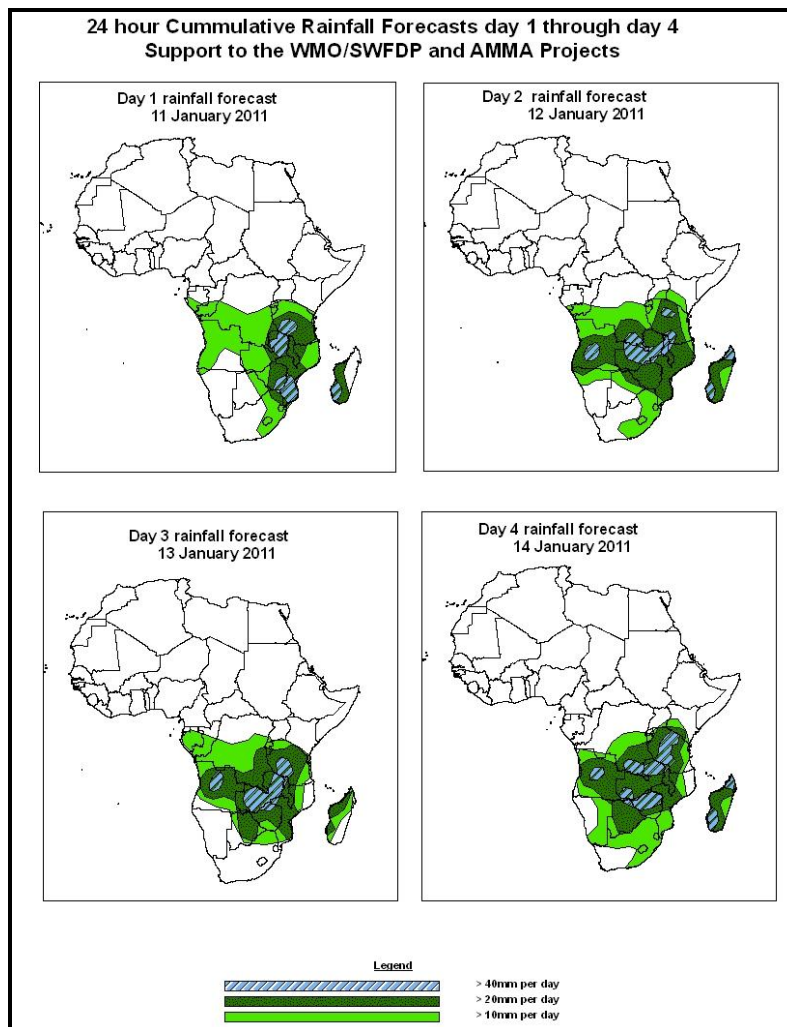 24 hour Cummulative Rainfall Forecasts day 1 through day 4
Support to the WMO/SWFDP and AMMA Projects
Day 1 rainfall forecast
11 January 2011
Day 2 rainfall forecast
12 January 2011
Day 3 rainfall forecast
13 January 2011
Day 4 rainfall forecast
14 January 2011
Legend
> 40mm per day
> 20mm per day
> 10mm per day